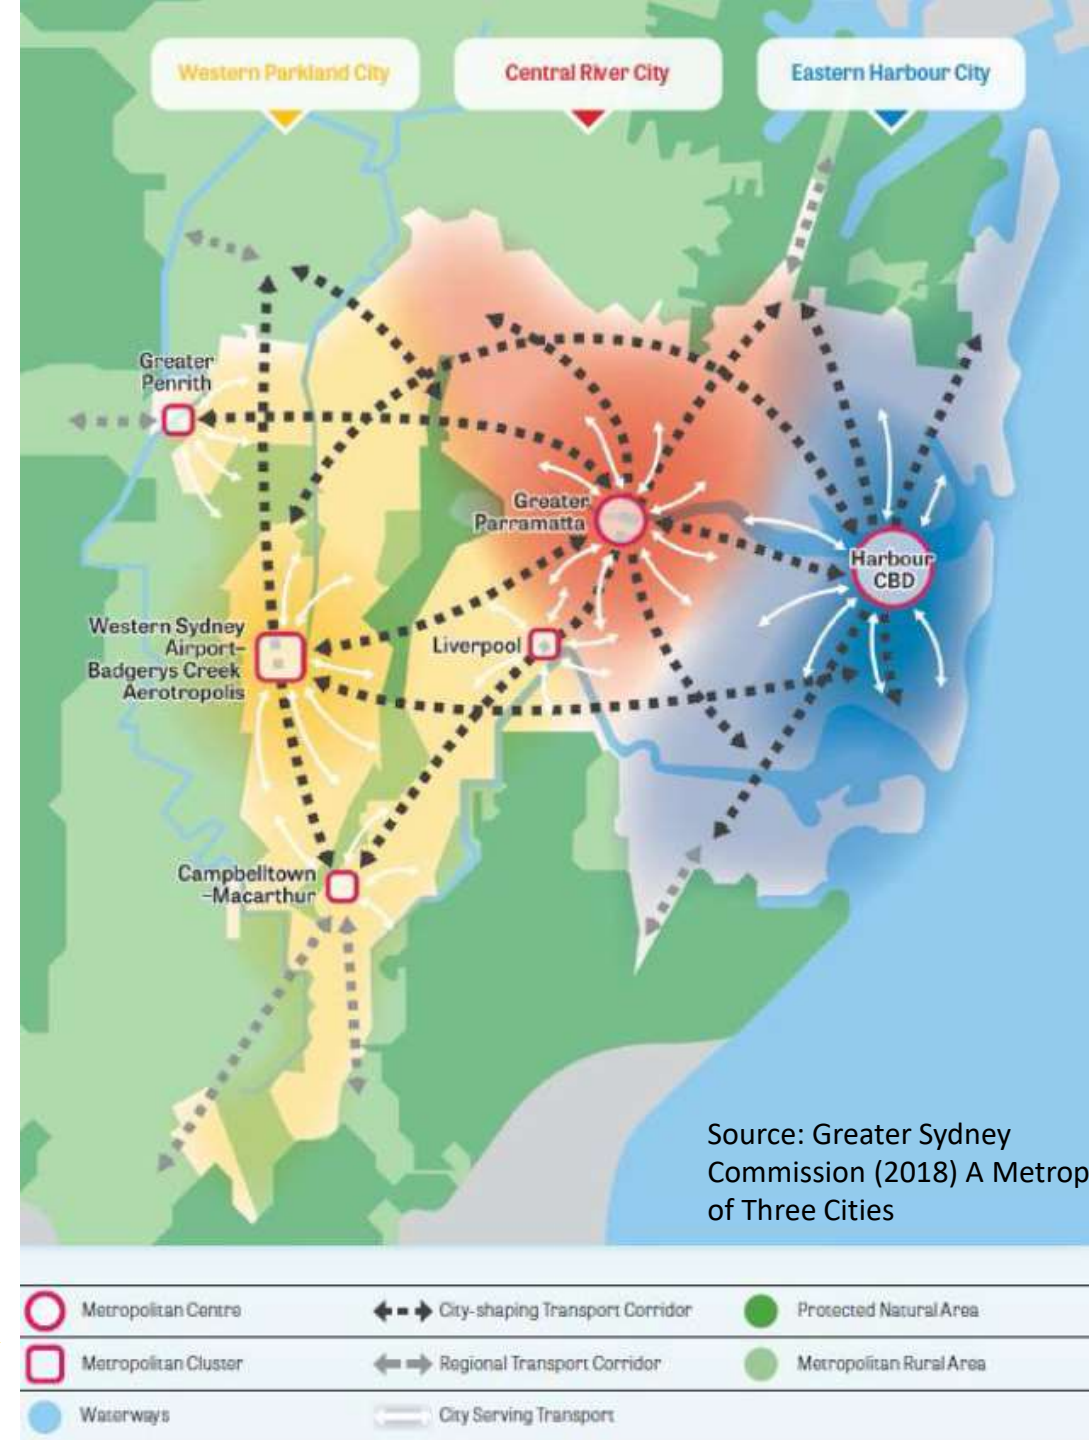 Western Parkland City
Central River City
Eastern Harbour City
Greater
Penrith
Greater
Parramatta
Harbour
CBD
Western Sydney
Airport–
Badgerys Creek
Aerotropolis
Liverpool
Campbelltown
–Macarthur
Source: Greater Sydney
Commission (2018) A Metrop
of Three Cities
Metropolitan Centre
City-shaping Transport Corridor
Protected Natural Area
Metropolitan Cluster
Regional Transport Corridor
Metropolitan Rural Area
Waterways
City Serving Transport